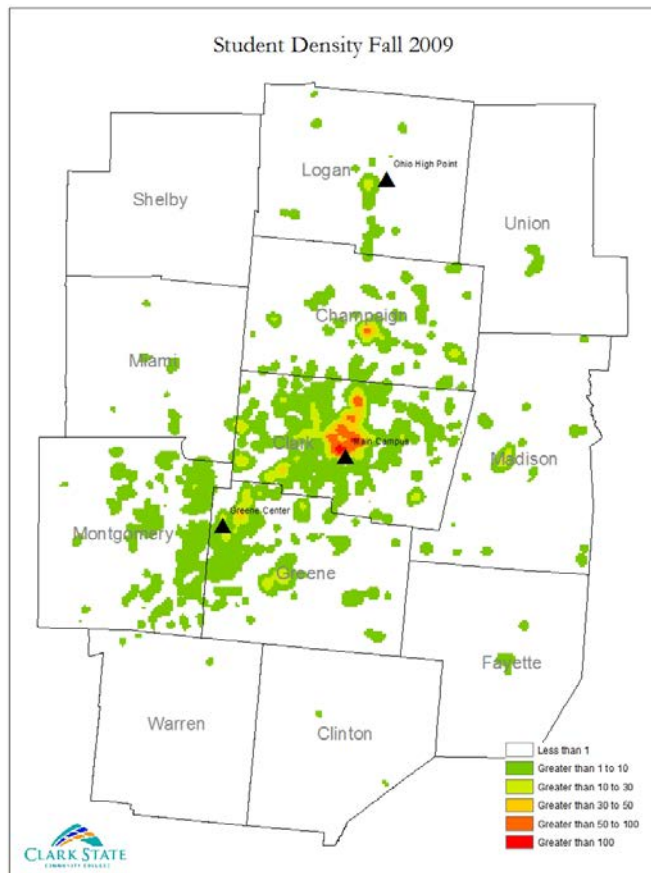 Student Density Fall 2009
Logan
Ohio High Point
Shelby
Union
Champaign
Miami
Clark
Main Campus
Madison
Greene Center
Montgomery
Greene
Fayette
Warren
Clinton
Less than 1
Greater than 1 to 10
Greater than 10 to 30
Greater than 30 to 50
Greater than 50 to 100
Greater than 100
CLARK STATE
COMMUNITY COLLEGE